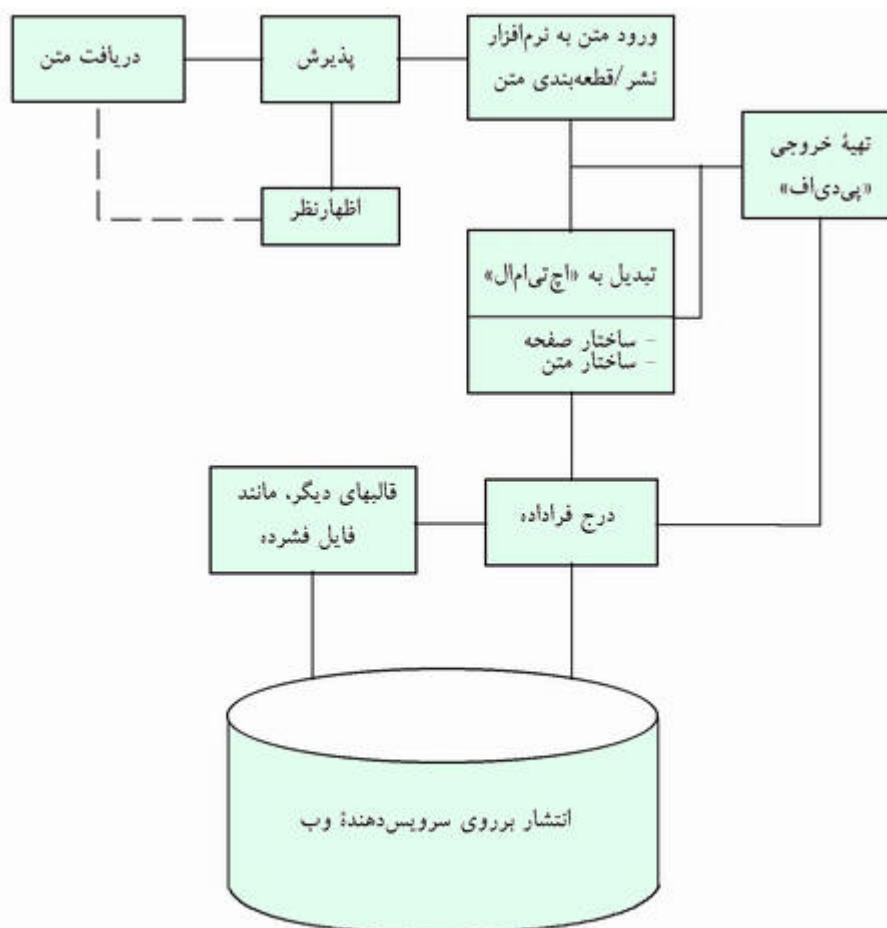 دریافت متن
پذیرش
ورود متن به نرم‌افزار
نشر/قطعه‌بندی متن
اظهارنظر
تهیهٔ خروجی
«پی‌دی‌اف»
تبدیل به «اچ‌تی‌ام‌ال»
- ساختار صفحه
- ساختار متن
درج فراداده
قالبهای دیگر، مانند
فایل فشرده
انتشار برروی سرویس‌دهندهٔ وب